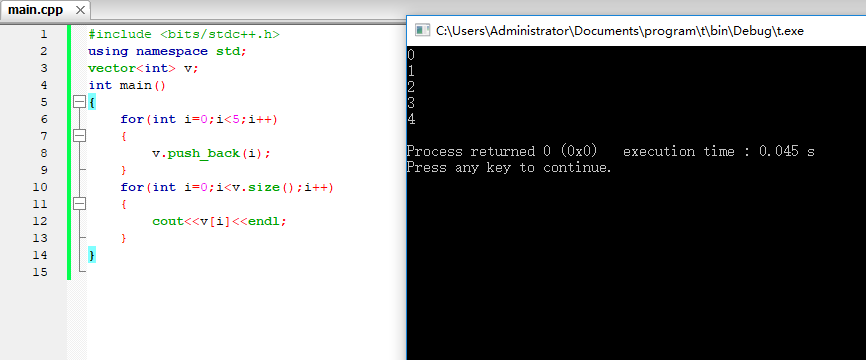 main.cpp
1 #include <bits/stdc++.h>
2 using namespace std;
3 vector<int> v;
4 int main()
5 {
6 for(int i=0;i<5;i++)
7 {
8 v.push_back(i);
9 }
10 for(int i=0;i<v.size();i++)
11 {
12 cout<<v[i]<<endl;
13 }
14 }
15
C:\Users\Administrator\Documents\program\t\bin\Debug\t.exe
0
1
2
3
4
Process returned 0 (0x0) execution time : 0.045 s
Press any key to continue.